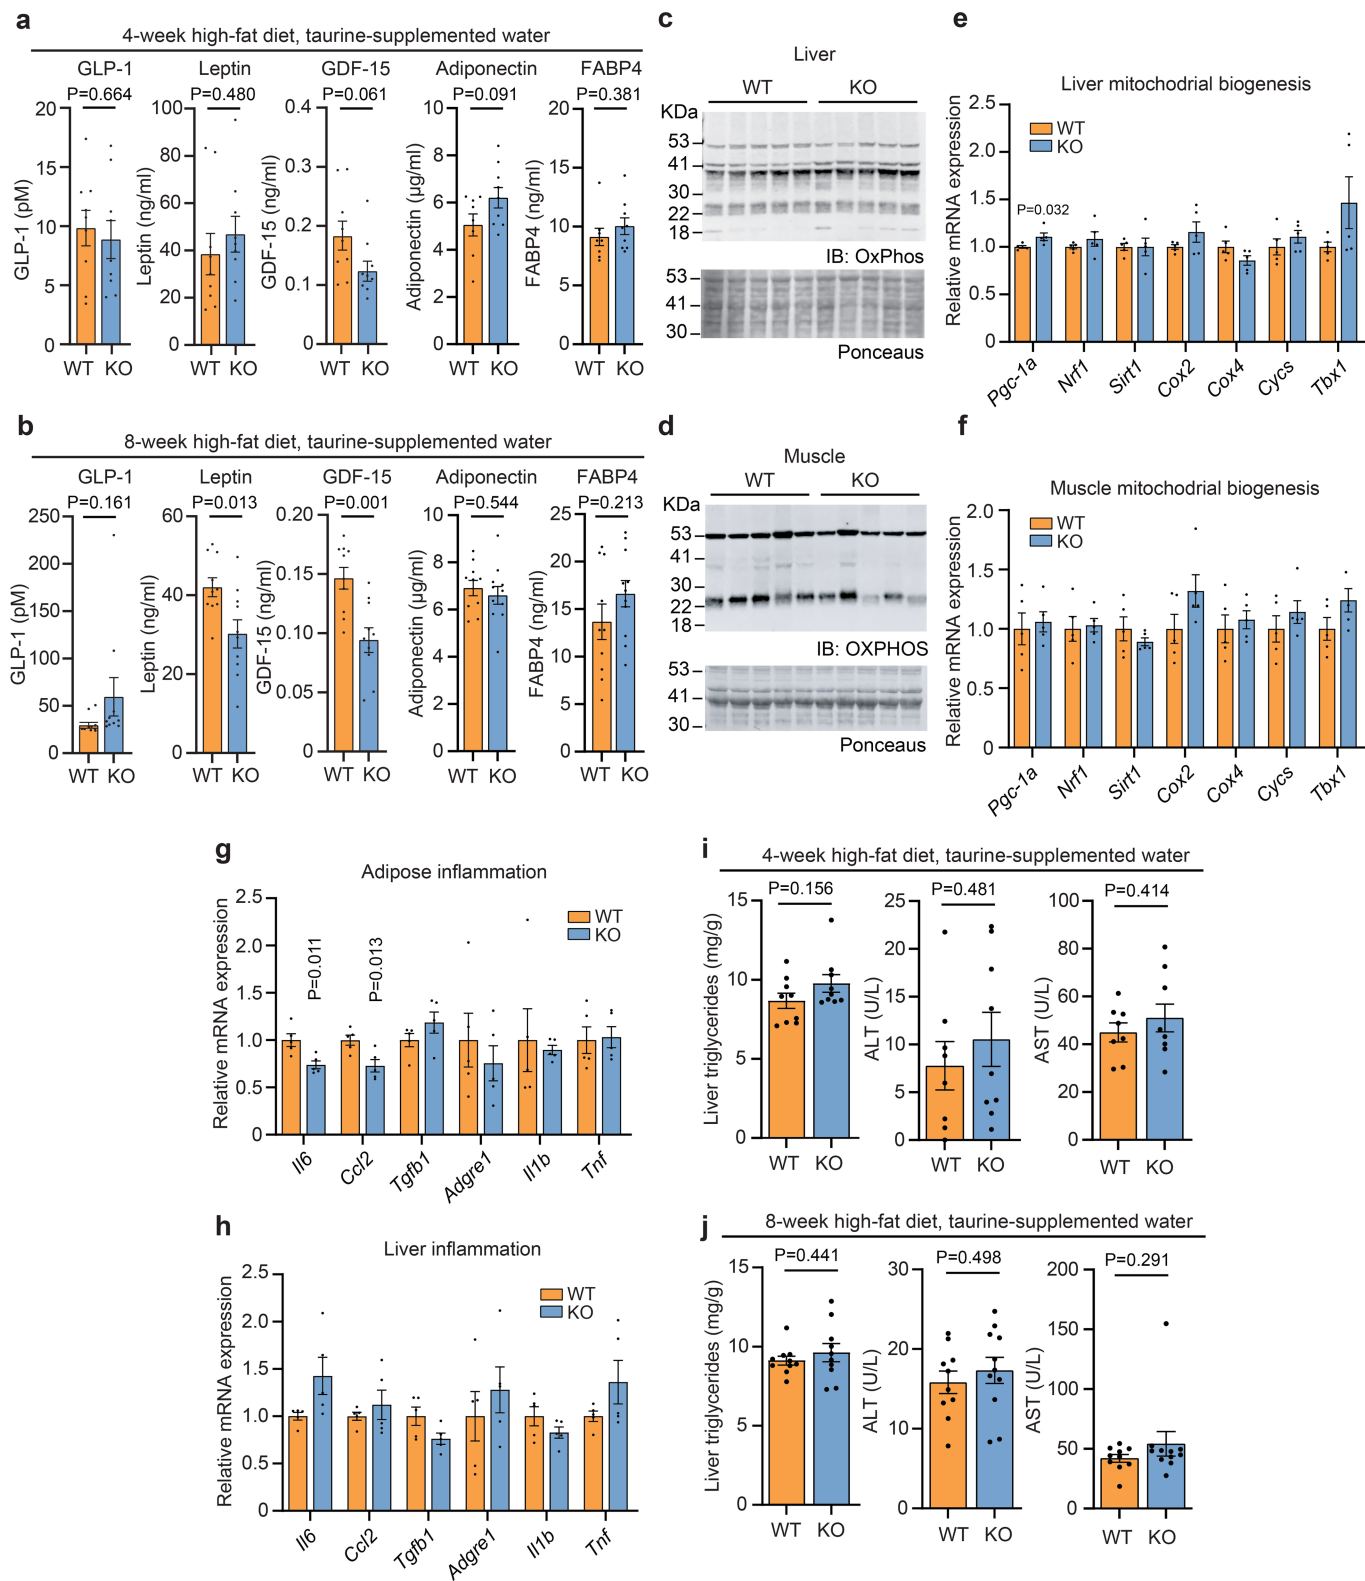 a
4-week high-fat diet, taurine-supplemented water
GLP-1
P=0.664
GLP-1 (pM)
20
15
10
5
0
WT KO
Leptin
P=0.480
Leptin (ng/ml)
100
80
60
40
20
0
WT KO
GDF-15
P=0.061
GDF-15 (ng/ml)
0.4
0.3
0.2
0.1
0
WT KO
Adiponectin
P=0.091
Adiponectin (µg/ml)
10
8
6
4
2
0
WT KO
FABP4
P=0.381
FABP4 (ng/ml)
20
15
10
5
0
WT KO
b
8-week high-fat diet, taurine-supplemented water
GLP-1
P=0.161
GLP-1 (pM)
250
200
150
100
50
0
WT KO
Leptin
P=0.013
Leptin (ng/ml)
60
40
20
0
WT KO
GDF-15
P=0.001
GDF-15 (ng/ml)
0.20
0.15
0.10
0.05
0
WT KO
Adiponectin
P=0.544
Adiponectin (µg/ml)
10
8
6
4
2
0
WT KO
FABP4
P=0.213
FABP4 (ng/ml)
25
20
15
10
5
0
WT KO
c
Liver
WT KO
KDa
53
41
30
22
18
IB: OxPhos
53
41
30
Ponceaus
d
Muscle
WT KO
KDa
53
41
30
22
18
IB: OXPHOS
53
41
30
Ponceaus
e
Liver mitochodrial biogenesis
Relative mRNA expression
2.5
2.0
1.5
1.0
0.5
0
WT
KO
P=0.032
Pgc-1a
Nrf1
Sirt1
Cox2
Cox4
Cycs
Tbx1
f
Muscle mitochodrial biogenesis
Relative mRNA expression
2.0
1.5
1.0
0.5
0
WT
KO
Pgc-1a
Nrf1
Sirt1
Cox2
Cox4
Cycs
Tbx1
g
Adipose inflammation
Relative mRNA expression
2.5
2.0
1.5
1.0
0.5
0
WT
KO
P=0.011
P=0.013
Il6
Ccl2
Tgfb1
Adgre1
Il1b
Tnf
h
Liver inflammation
Relative mRNA expression
2.5
2.0
1.5
1.0
0.5
0
WT
KO
Il6
Ccl2
Tgfb1
Adgre1
Il1b
Tnf
i
4-week high-fat diet, taurine-supplemented water
P=0.156
Liver triglycerides (mg/g)
15
10
5
0
WT KO
P=0.481
ALT (U/L)
25
20
15
10
5
0
WT KO
P=0.414
AST (U/L)
100
80
60
40
20
0
WT KO
j
8-week high-fat diet, taurine-supplemented water
P=0.441
Liver triglycerides (mg/g)
15
10
5
0
WT KO
P=0.498
ALT (U/L)
30
20
10
0
WT KO
P=0.291
AST (U/L)
200
150
100
50
0
WT KO